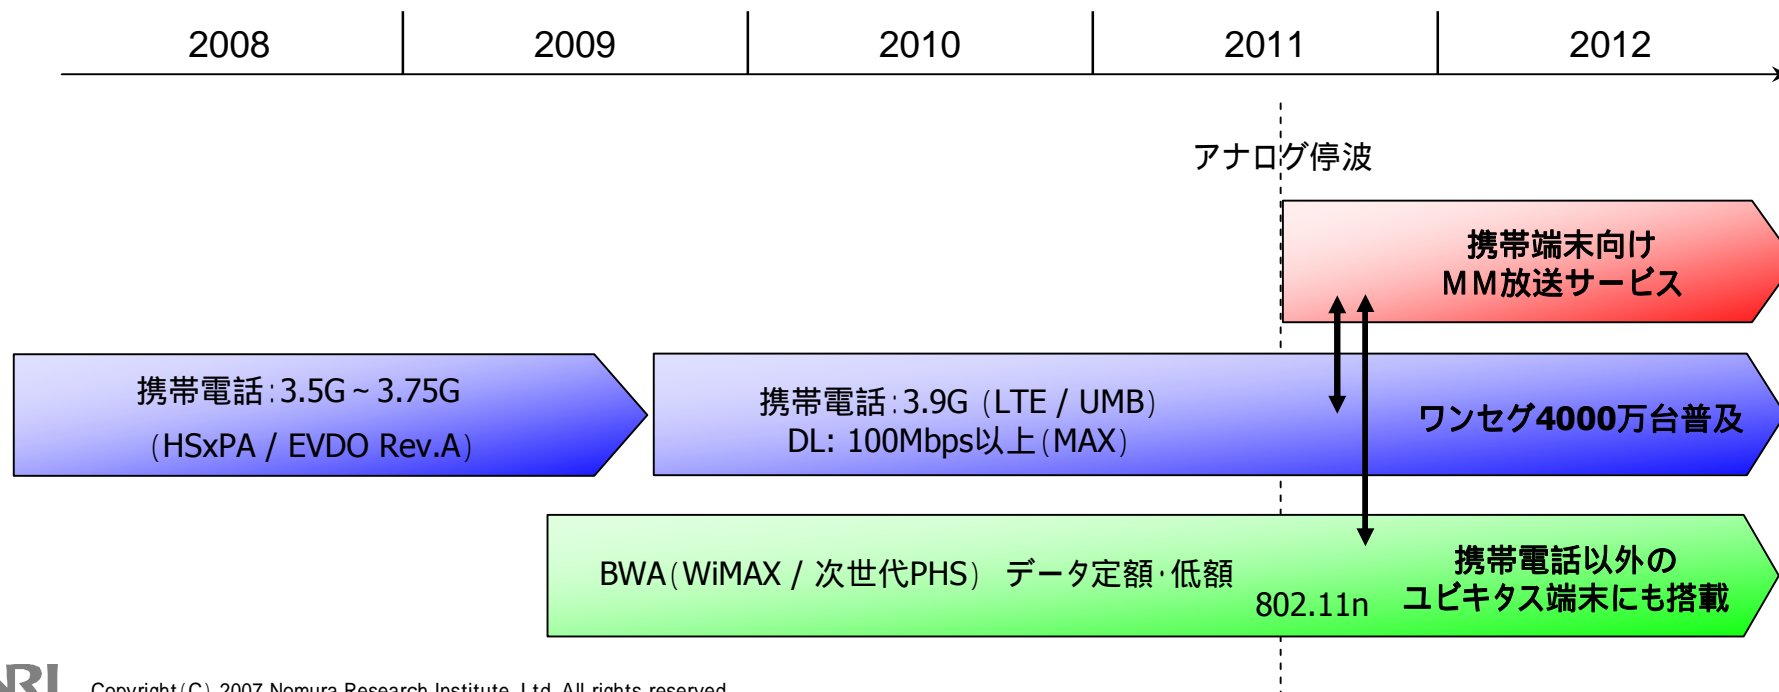 2008 2009 2010 2011 2012
アナログ停波
携帯端末向け
MM放送サービス
携帯電話:3.5G~3.75G
(HSxPA / EVDO Rev.A)
携帯電話:3.9G (LTE / UMB)
DL: 100Mbps以上(MAX)
ワンセグ4000万台普及
BWA(WiMAX / 次世代PHS) データ定額・低額
802.11n
携帯電話以外の
ユビキタス端末にも搭載
NRI
Copyright(C) 2007 Nomura Research Institute, Ltd. All rights reserved.